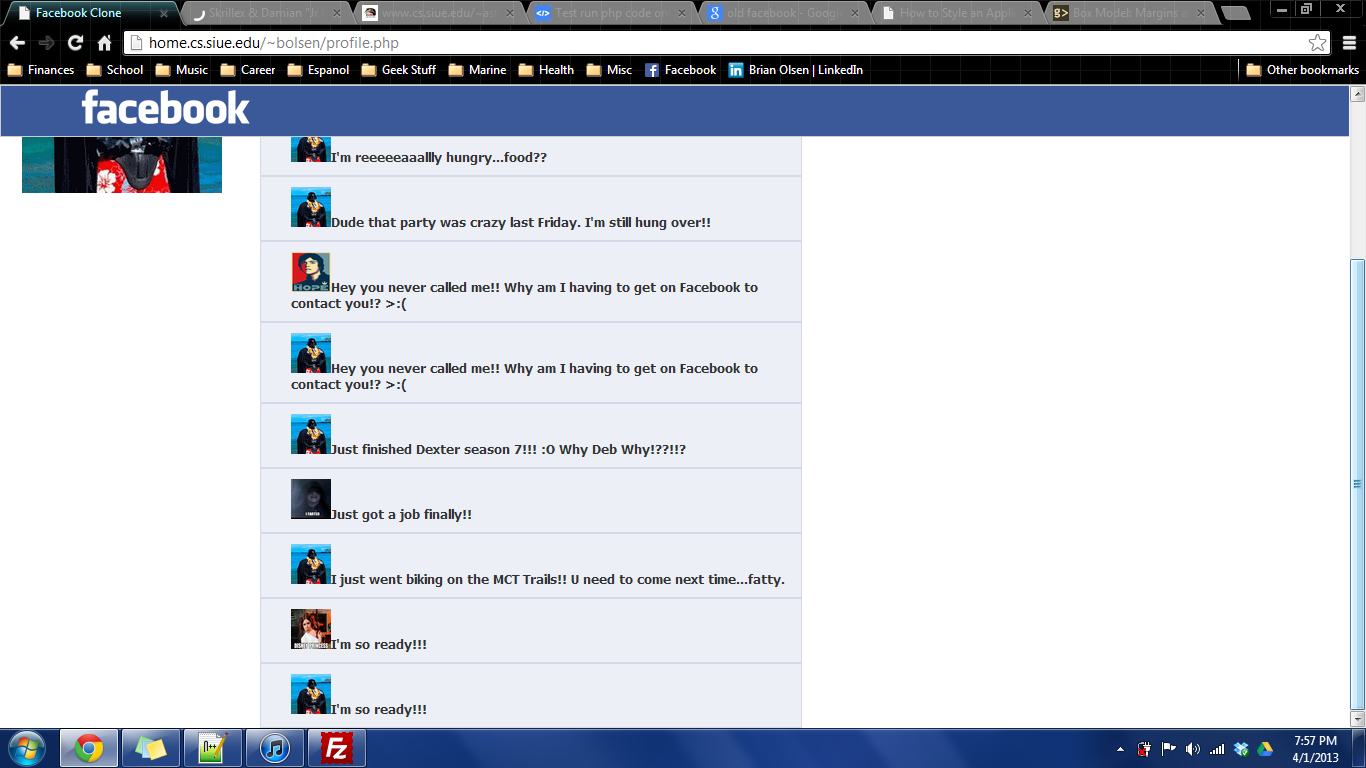 Facebook Clone
Skrillex & Damian "Jr
www.cs.siue.edu/~as
Test run php code on
old facebook - Google
How to Style an Appl
Box Model: Margins a
home.cs.siue.edu/~bolsen/profile.php
Finances School Music Career Espanol Geek Stuff Marine Health Misc Facebook Brian Olsen | LinkedIn Other bookmarks
facebook
I'm reeeeeaaallly hungry...food??
Dude that party was crazy last Friday. I'm still hung over!!
HOPE
Hey you never called me!! Why am I having to get on Facebook to
contact you!? >:(
Hey you never called me!! Why am I having to get on Facebook to
contact you!? >:(
Just finished Dexter season 7!!! :O Why Deb Why!??!!?
Just got a job finally!!
I just went biking on the MCT Trails!! U need to come next time...fatty.
I'm so ready!!!
I'm so ready!!!
7:57 PM
4/1/2013